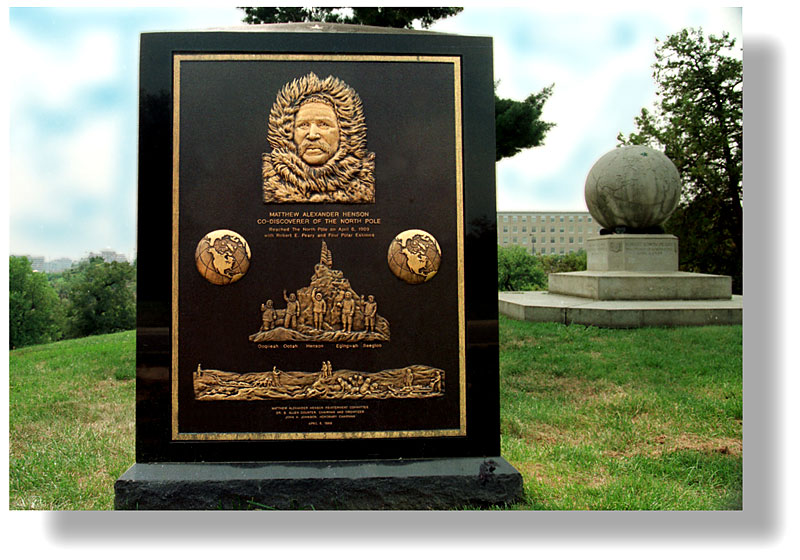 MATTHEW ALEXANDER HENSON
CO-DISCOVERER OF THE NORTH POLE
Reached The North Pole on April 6, 1909
with Robert E. Peary and Four Polar Eskimos
Ooqueah Ootah Henson Egingwah Seegloo
MATTHEW ALEXANDER HENSON REINTERMENT COMMITTEE
DR. S. ALLEN COUNTER, CHAIRMAN AND ORGANIZER
JOHN H. JOHNSON, HONORARY CHAIRMAN
APRIL 6, 1988